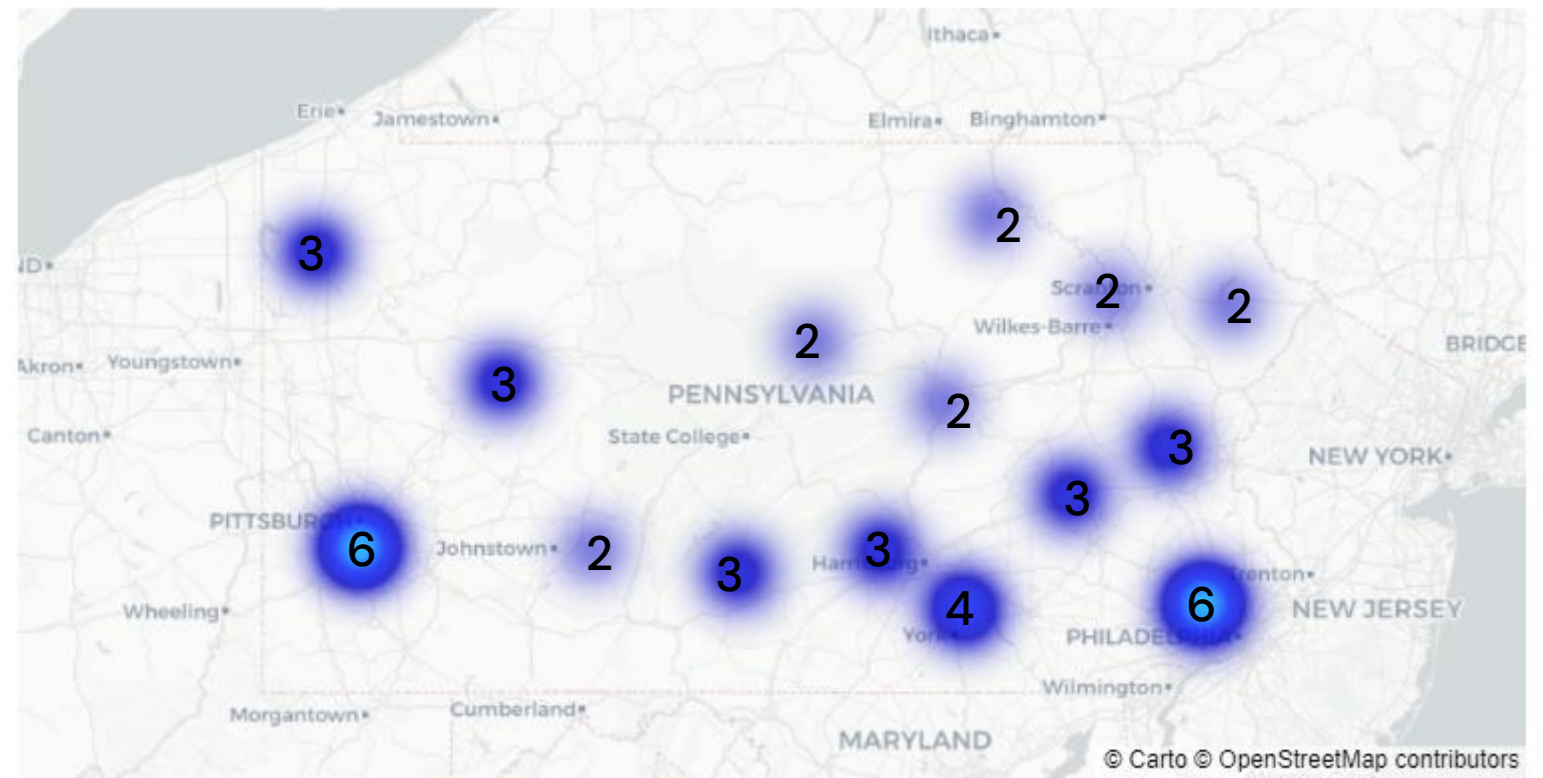 Ithaca
Erie
Jamestown
Elmira
Binghamton
2
3
ND
Scranton
2
2
Wilkes-Barre
2
BRIDGE
Akron
Youngstown
3
PENNSYLVANIA
2
Canton
State College
3
NEW YORK
3
PITTSBURGH
6
Johnstown
2
3
3
Harrisburg
Trenton
4
6
NEW JERSEY
Wheeling
York
PHILADELPHIA
Wilmington
Morgantown
Cumberland
MARYLAND
© Carto © OpenStreetMap contributors